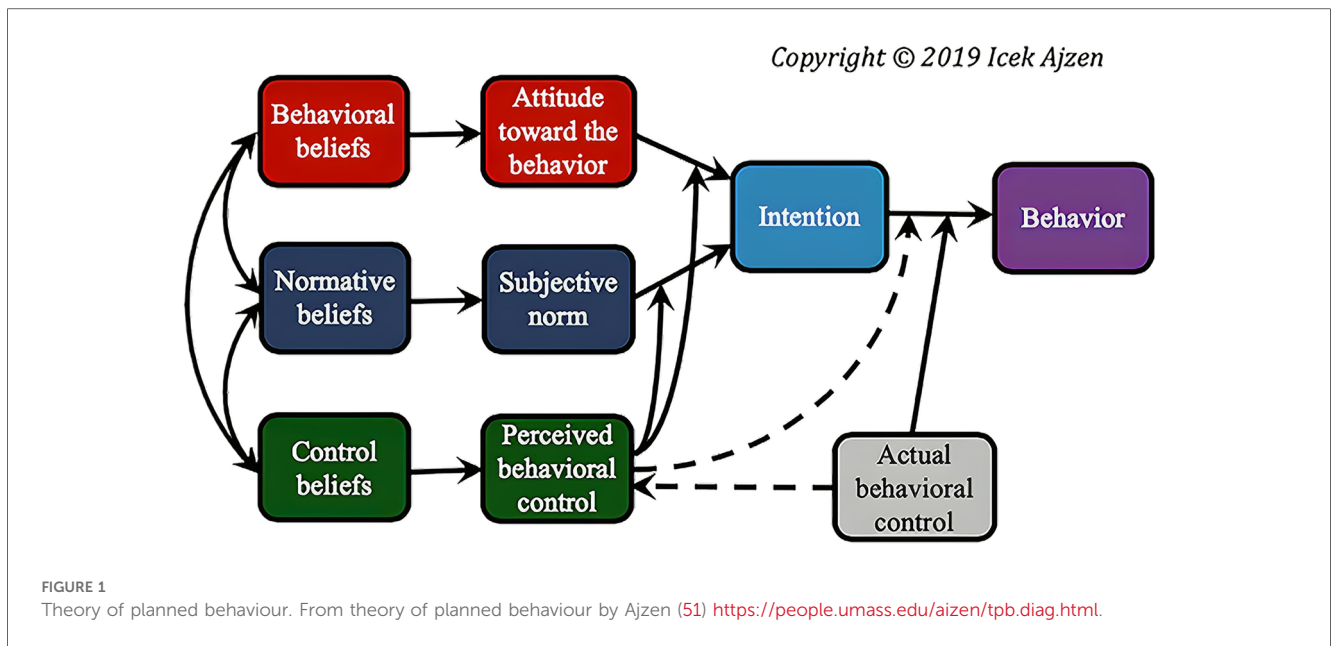 Copyright © 2019 Icek Ajzen
Behavioral
beliefs
Attitude
toward the
behavior
Intention
Behavior
Normative
beliefs
Subjective
norm
Control
beliefs
Perceived
behavioral
control
Actual
behavioral
control
FIGURE 1
Theory of planned behaviour. From theory of planned behaviour by Ajzen (51) https://people.umass.edu/aizen/tpb.diag.html.